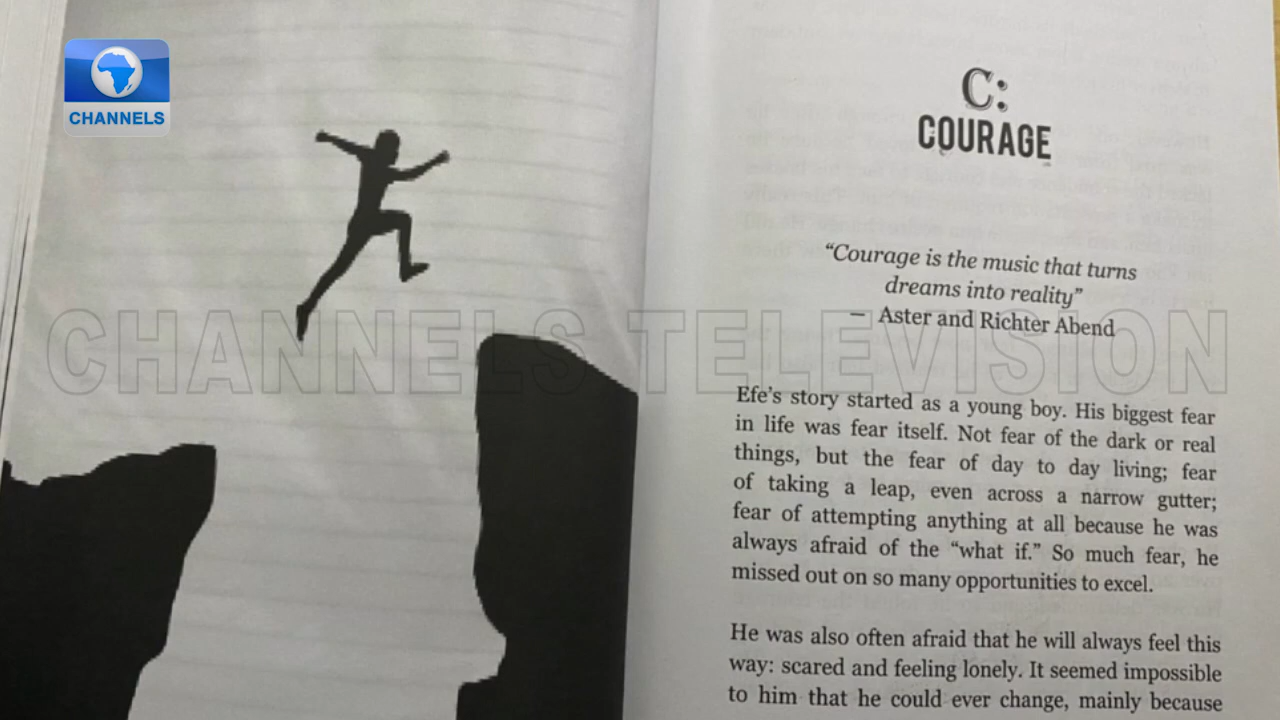 CHANNELS
C:
COURAGE
“Courage is the music that turns
dreams into reality”
— Aster and Richter Abend
CHANNELS TELEVISION
Efe’s story started as a young boy. His biggest fear
in life was fear itself. Not fear of the dark or real
things, but the fear of day to day living; fear
of taking a leap, even across a narrow gutter;
fear of attempting anything at all because he was
always afraid of the “what if.” So much fear, he
missed out on so many opportunities to excel.
He was also often afraid that he will always feel this
way: scared and feeling lonely. It seemed impossible
to him that he could ever change, mainly because